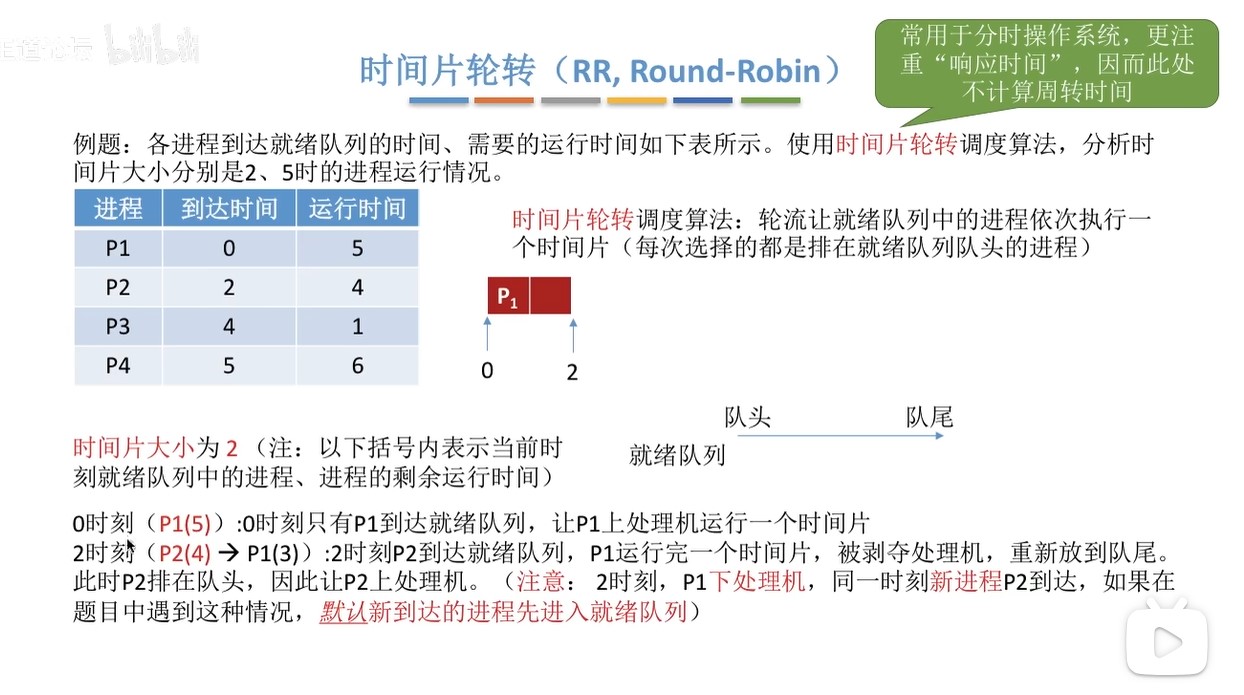 bilibili
时间片轮转（RR, Round-Robin）
常用于分时操作系统，更注
重“响应时间”，因而此处
不计算周转时间
例题：各进程到达就绪队列的时间、需要的运行时间如下表所示。使用时间片轮转调度算法，分析时
间片大小分别是2、5时的进程运行情况。
进程 到达时间 运行时间
P1 0 5
P2 2 4
P3 4 1
P4 5 6
时间片轮转调度算法：轮流让就绪队列中的进程依次执行一
个时间片（每次选择的都是排在就绪队列队头的进程）
P1
0 2
队头 队尾
就绪队列
时间片大小为 2 （注：以下括号内表示当前时
刻就绪队列中的进程、进程的剩余运行时间）
0时刻（P1(5)）:0时刻只有P1到达就绪队列，让P1上处理机运行一个时间片
2时刻（P2(4) → P1(3)）:2时刻P2到达就绪队列，P1运行完一个时间片，被剥夺处理机，重新放到队尾。
此时P2排在队头，因此让P2上处理机。（注意： 2时刻，P1下处理机，同一时刻新进程P2到达，如果在
题目中遇到这种情况，默认新到达的进程先进入就绪队列）